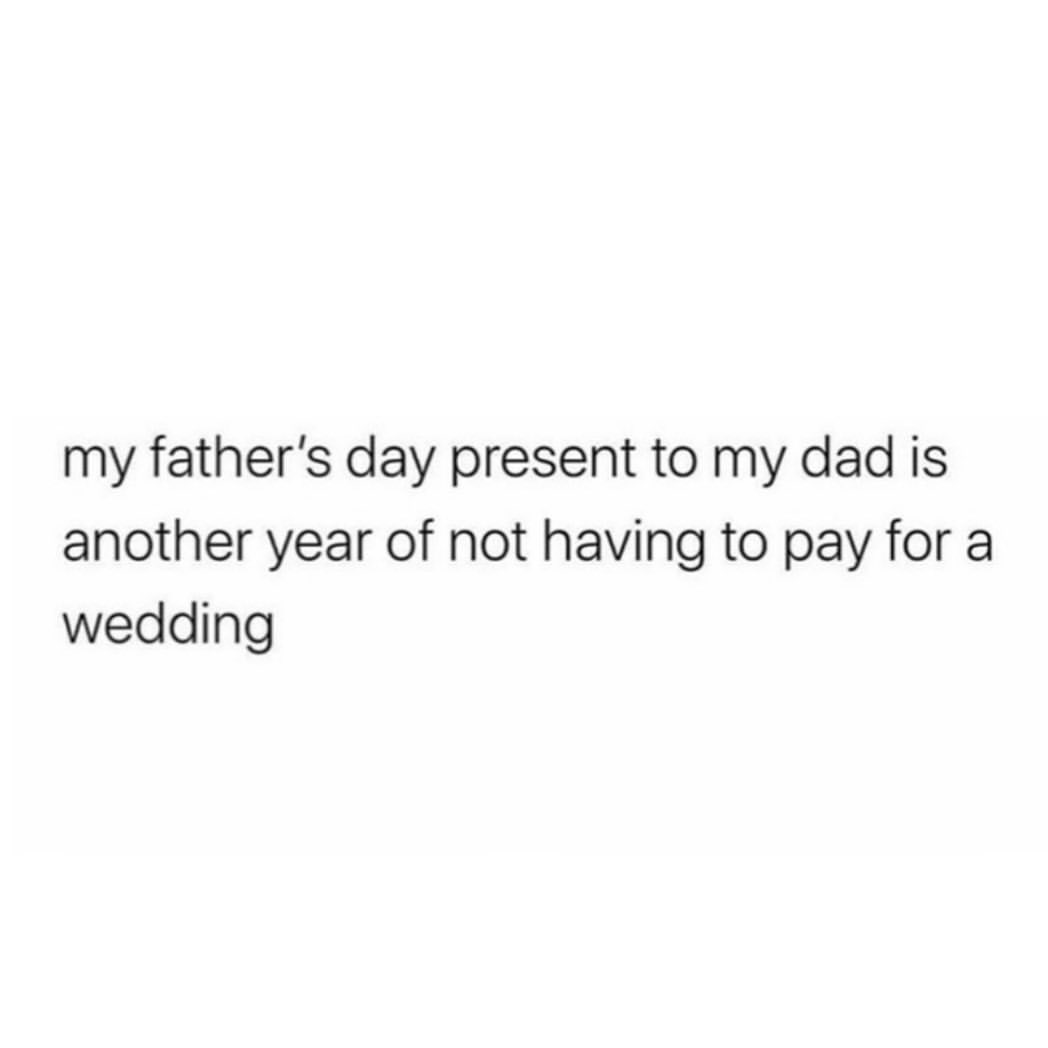 my father's day present to my dad is
another year of not having to pay for a
wedding